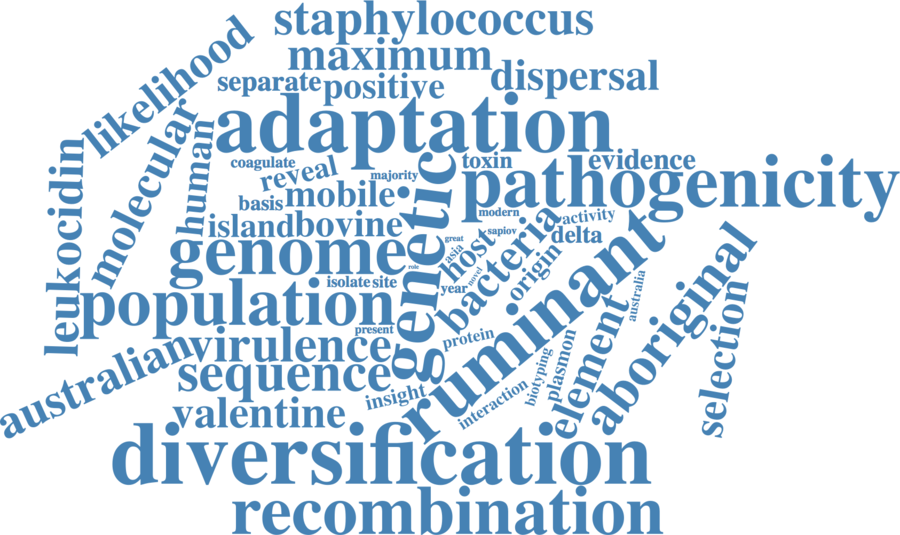 staphylococcus
maximum
likelihood
separate
positive
dispersal
adaptation
molecular
human
leukocidin
coagulate
reveal
majority
toxin
evidence
pathogenicity
basis
mobile
genetic
island
bovine
modern
sapiov
activity
delta
genome
great
asia
host
bacteria
origin
novel
role
isolate
site
year
population
present
ruminant
australia
aboriginal
selection
element
australian
virulence
protein
sequence
insight
interaction
biotyping
plasmon
valentine
diversification
recombination